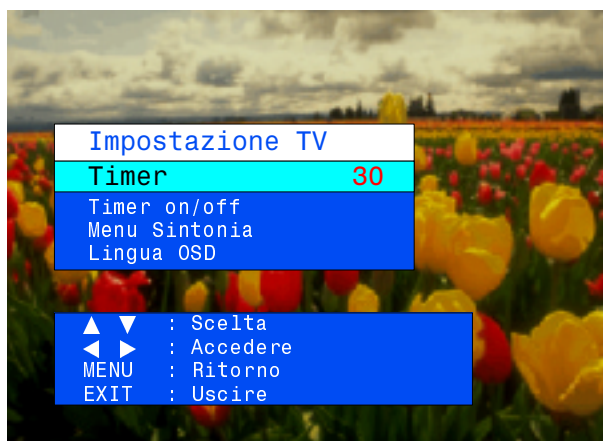 Impostazione TV
Timer 30
Timer on/off
Menu Sintonia
Lingua OSD
▲ ▼ : Scelta
◀ ▶ : Accedere
MENU : Ritorno
EXIT : Uscire